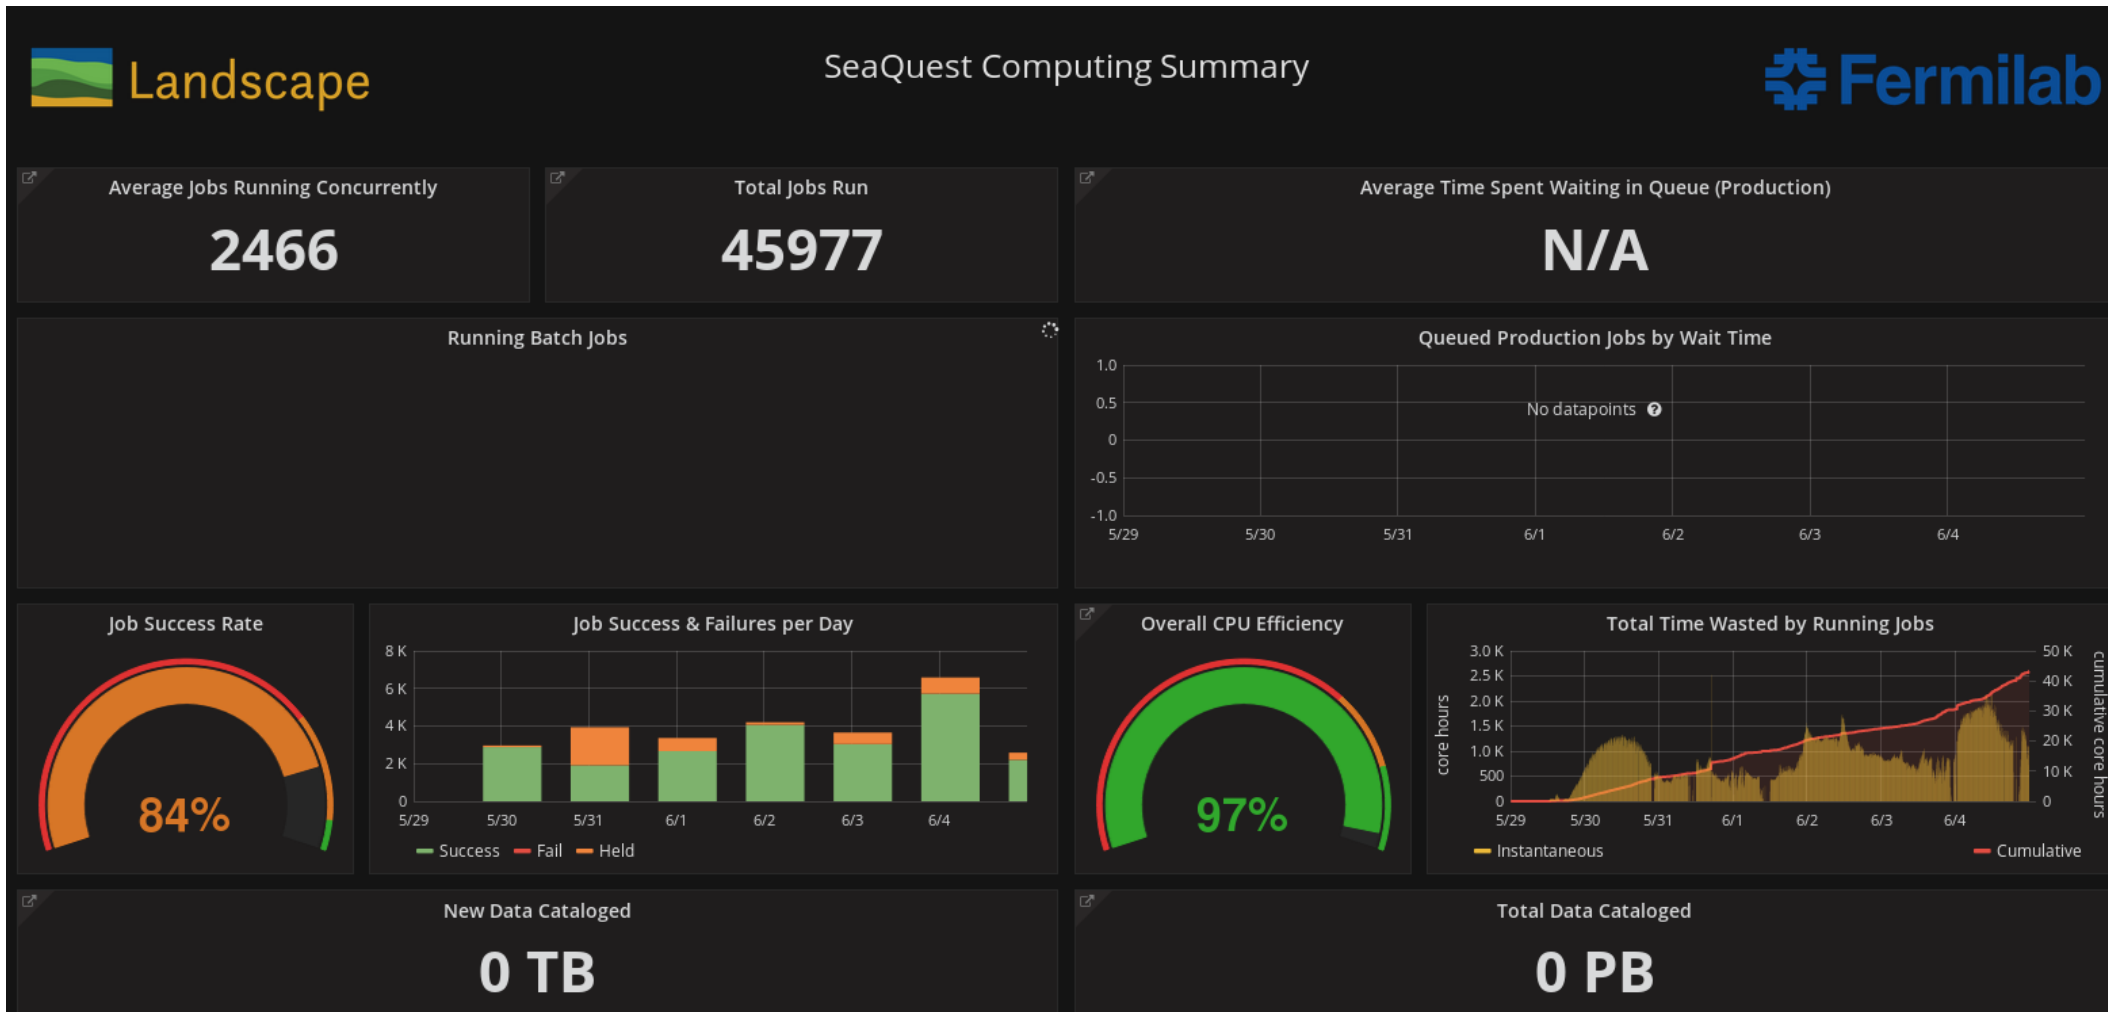 Landscape
SeaQuest Computing Summary
Fermilab
Average Jobs Running Concurrently
2466
Total Jobs Run
45977
Average Time Spent Waiting in Queue (Production)
N/A
Running Batch Jobs
Queued Production Jobs by Wait Time
1.0
0.5
No datapoints
0
-0.5
-1.0
5/29 5/30 5/31 6/1 6/2 6/3 6/4
Job Success Rate
84%
Job Success & Failures per Day
8 K
6 K
4 K
2 K
0
5/29 5/30 5/31 6/1 6/2 6/3 6/4
Success Fail Held
Overall CPU Efficiency
97%
Total Time Wasted by Running Jobs
core hours
3.0 K
2.5 K
2.0 K
1.5 K
1.0 K
500
0
50 K
40 K
30 K
20 K
10 K
0
cumulative core hours
5/29 5/30 5/31 6/1 6/2 6/3 6/4
Instantaneous Cumulative
New Data Cataloged
0 TB
Total Data Cataloged
0 PB